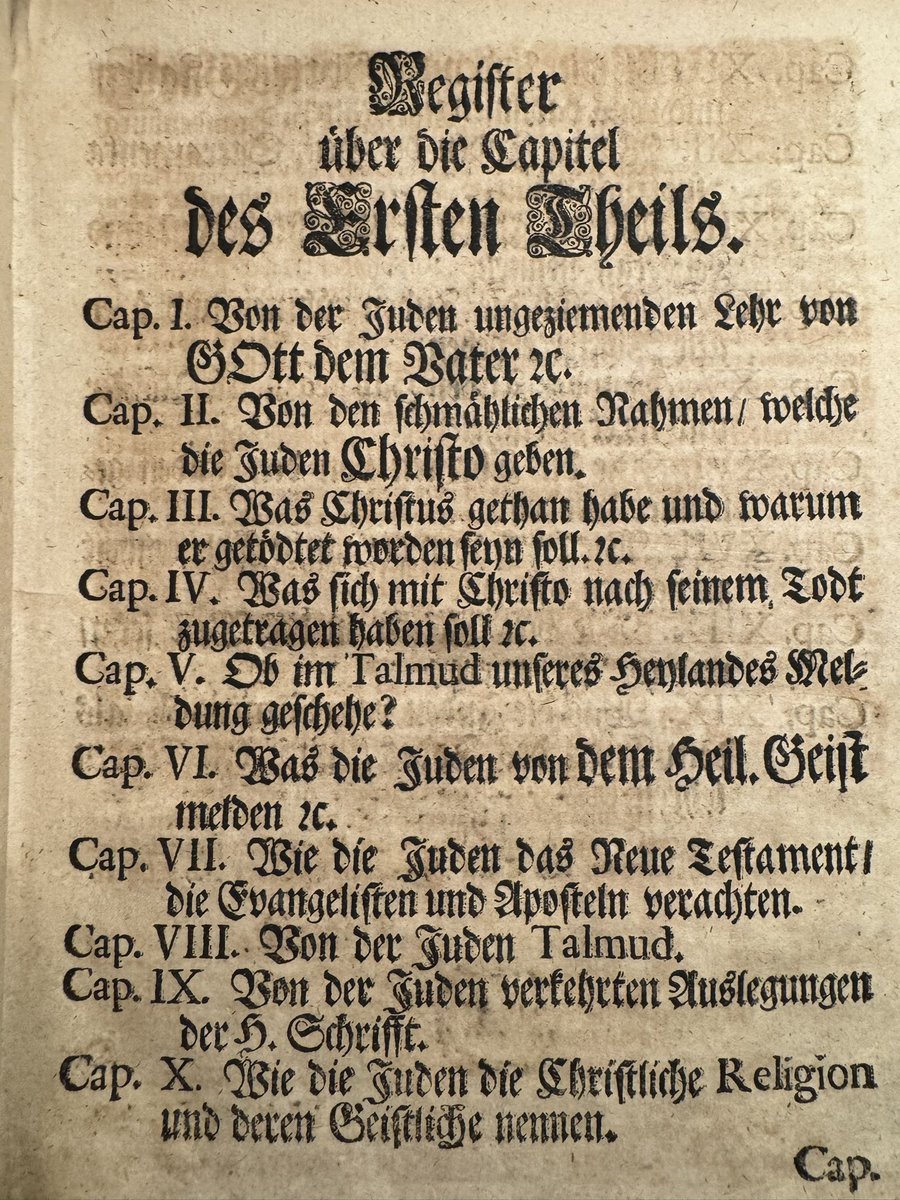 Register
über die Capitel
des Ersten Theils.
Cap. I. Von der Juden ungeziemenden Lehr von
GOtt dem Vater ꝛc.
Cap. II. Von den schmählichen Nahmen/ welche
die Juden Christo geben.
Cap. III. Was Christus gethan habe und warum
er getödtet worden seyn soll. ꝛc.
Cap. IV. Was sich mit Christo nach seinem Todt
zugetragen haben soll ꝛc.
Cap. V. Ob im Talmud unseres Heylandes Mel-
dung geschehe?
Cap. VI. Was die Juden von dem Heil. Geist
melden ꝛc.
Cap. VII. Wie die Juden das Neue Testament/
die Evangelisten und Aposteln verachten.
Cap. VIII. Von der Juden Talmud.
Cap. IX. Von der Juden verkehrten Auslegungen
der H. Schrifft.
Cap. X. Wie die Juden die Christliche Religion
und deren Geistliche nennen.
Cap.